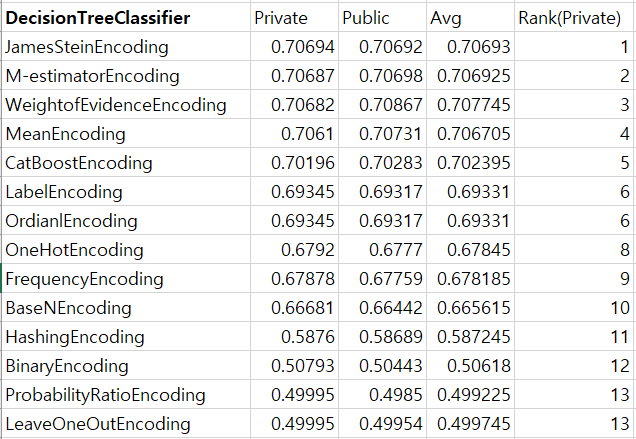 DecisionTreeClassifier Private Public Avg Rank(Private)
JamesSteinEncoding 0.70694 0.70692 0.70693 1
M-estimatorEncoding 0.70687 0.70698 0.706925 2
WeightofEvidenceEncoding 0.70682 0.70867 0.707745 3
MeanEncoding 0.7061 0.70731 0.706705 4
CatBoostEncoding 0.70196 0.70283 0.702395 5
LabelEncoding 0.69345 0.69317 0.69331 6
OrdianlEncoding 0.69345 0.69317 0.69331 6
OneHotEncoding 0.6792 0.6777 0.67845 8
FrequencyEncoding 0.67878 0.67759 0.678185 9
BaseNEncoding 0.66681 0.66442 0.665615 10
HashingEncoding 0.5876 0.58689 0.587245 11
BinaryEncoding 0.50793 0.50443 0.50618 12
ProbabilityRatioEncoding 0.49995 0.4985 0.499225 13
LeaveOneOutEncoding 0.49995 0.49954 0.499745 13